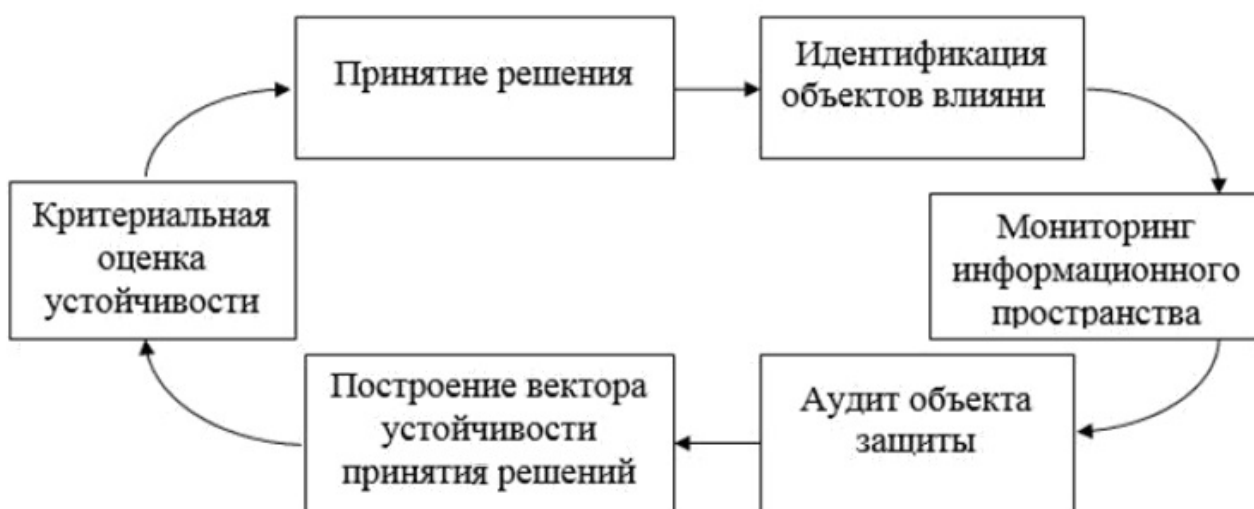 Принятие решения
Идентификация
объектов влияни
Мониторинг
информационного
пространства
Аудит объекта
защиты
Построение вектора
устойчивости
принятия решений
Критериальная
оценка
устойчивости